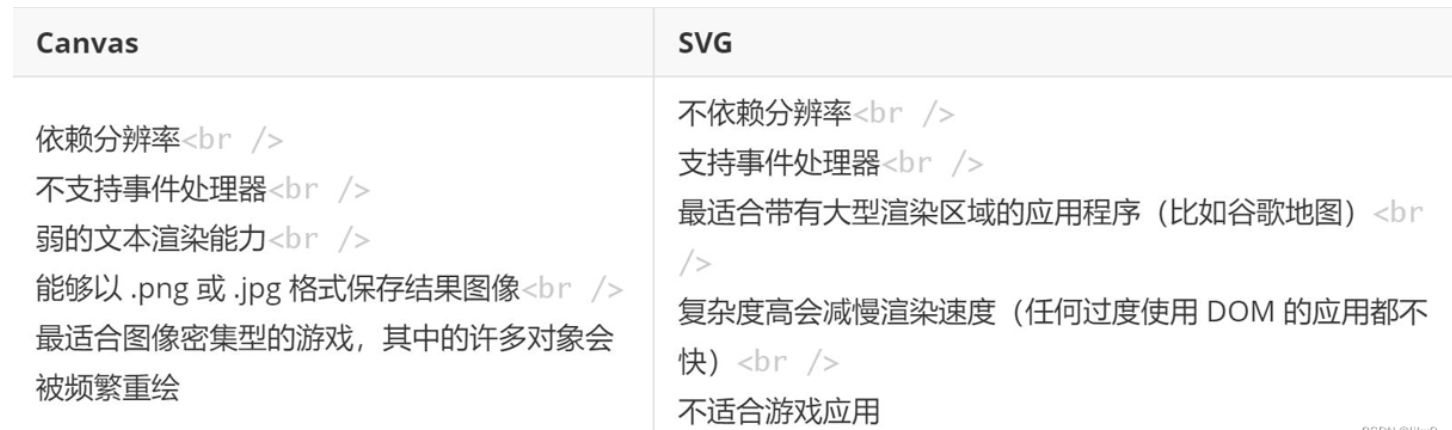 Canvas
SVG
依赖分辨率<br />
不支持事件处理器<br />
弱的文本渲染能力<br />
能够以 .png 或 .jpg 格式保存结果图像<br />
最适合图像密集型的游戏，其中的许多对象会
被频繁重绘
不依赖分辨率<br />
支持事件处理器<br />
最适合带有大型渲染区域的应用程序（比如谷歌地图）<br
/>
复杂度高会减慢渲染速度（任何过度使用 DOM 的应用都不
快）<br />
不适合游戏应用